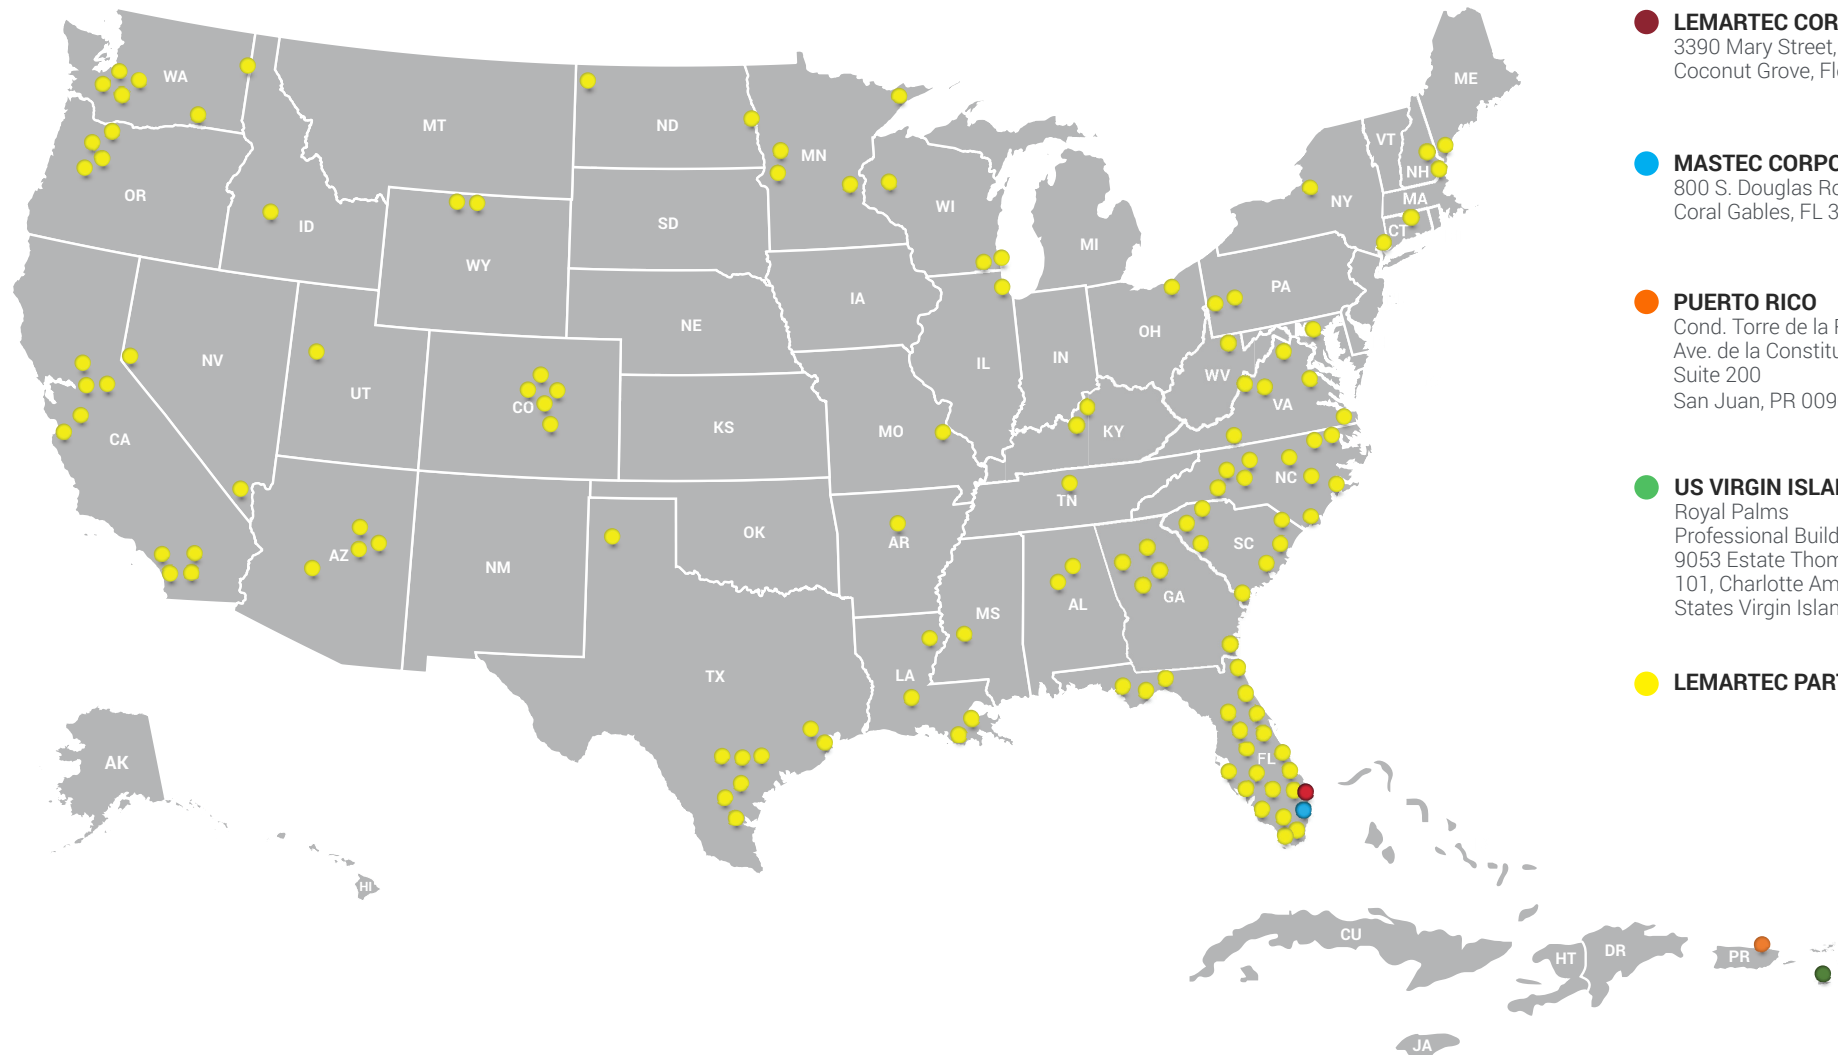 WA
MT
ND
MN
OR
ID
WY
SD
WI
MI
ME
VT
NH
NY
MA
CT
NV
UT
CO
NE
IA
IL
IN
OH
PA
WV
VA
CA
KS
MO
KY
AZ
NM
OK
AR
TN
NC
SC
MS
AL
GA
TX
LA
FL
AK
HI
CU
HT
DR
PR
JA
LEMARTEC COR
3390 Mary Street,
Coconut Grove, Fl
MASTEC CORPO
800 S. Douglas Ro
Coral Gables, FL 3
PUERTO RICO
Cond. Torre de la
Ave. de la Constitu
Suite 200
San Juan, PR 009
US VIRGIN ISLA
Royal Palms
Professional Build
9053 Estate Thom
101, Charlotte Am
States Virgin Islan
LEMARTEC PAR